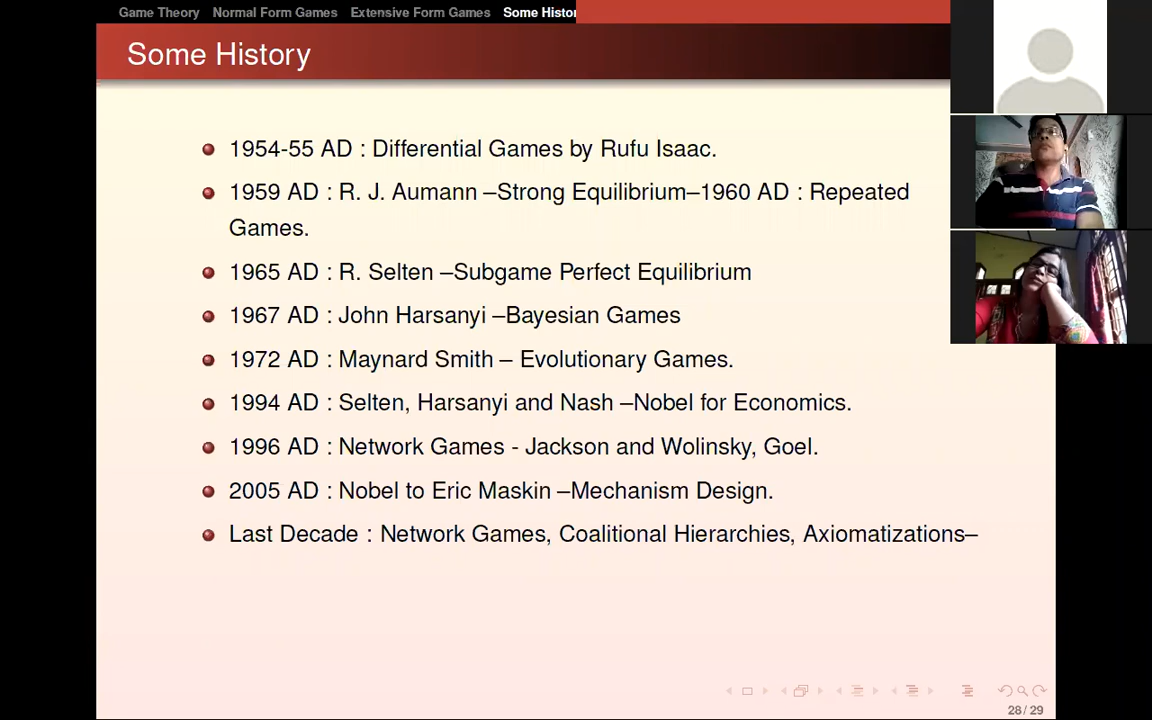 Game Theory Normal Form Games Extensive Form Games Some Histor
Some History
1954-55 AD : Differential Games by Rufu Isaac.
1959 AD : R. J. Aumann –Strong Equilibrium–1960 AD : Repeated
Games.
1965 AD : R. Selten –Subgame Perfect Equilibrium
1967 AD : John Harsanyi –Bayesian Games
1972 AD : Maynard Smith – Evolutionary Games.
1994 AD : Selten, Harsanyi and Nash –Nobel for Economics.
1996 AD : Network Games - Jackson and Wolinsky, Goel.
2005 AD : Nobel to Eric Maskin –Mechanism Design.
Last Decade : Network Games, Coalitional Hierarchies, Axiomatizations–
28/29